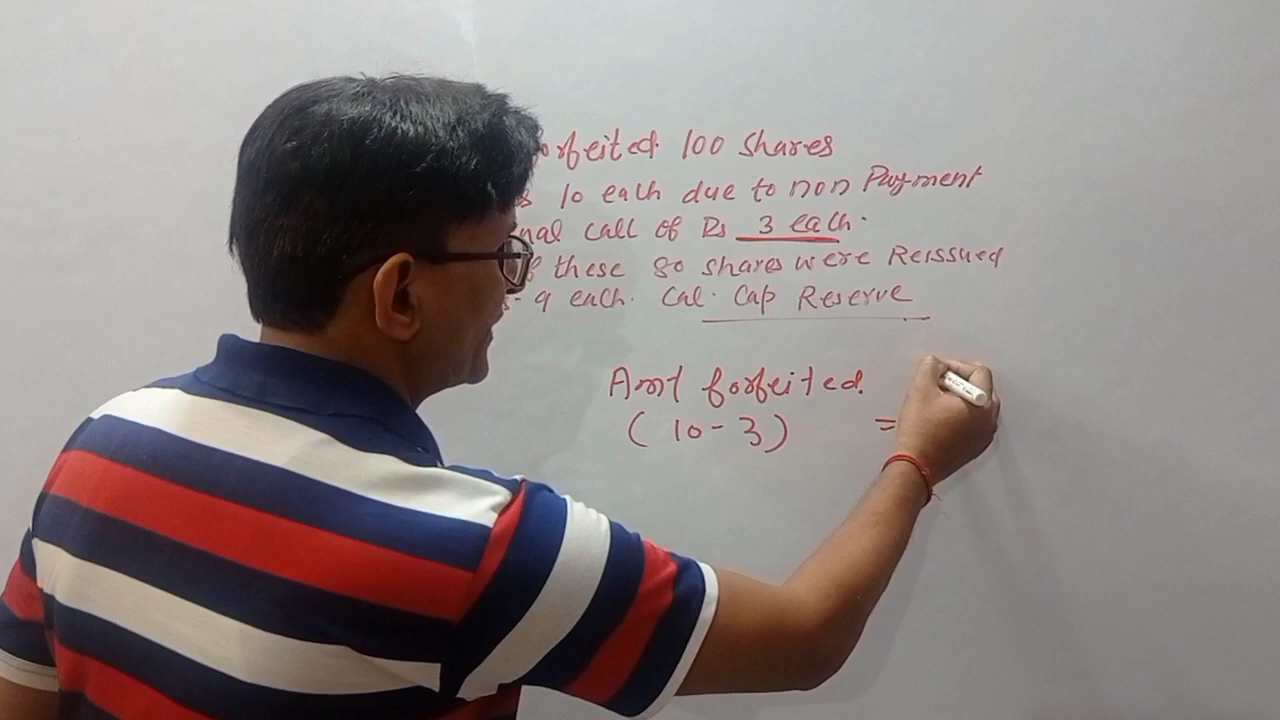 orfeited 100 shares
10 each due to non Payment
nal call of Rs 3 each.
these 80 shares were Reissued
9 each. Cal. Cap Reserve
Amt forfeited.
( 10 - 3 ) =